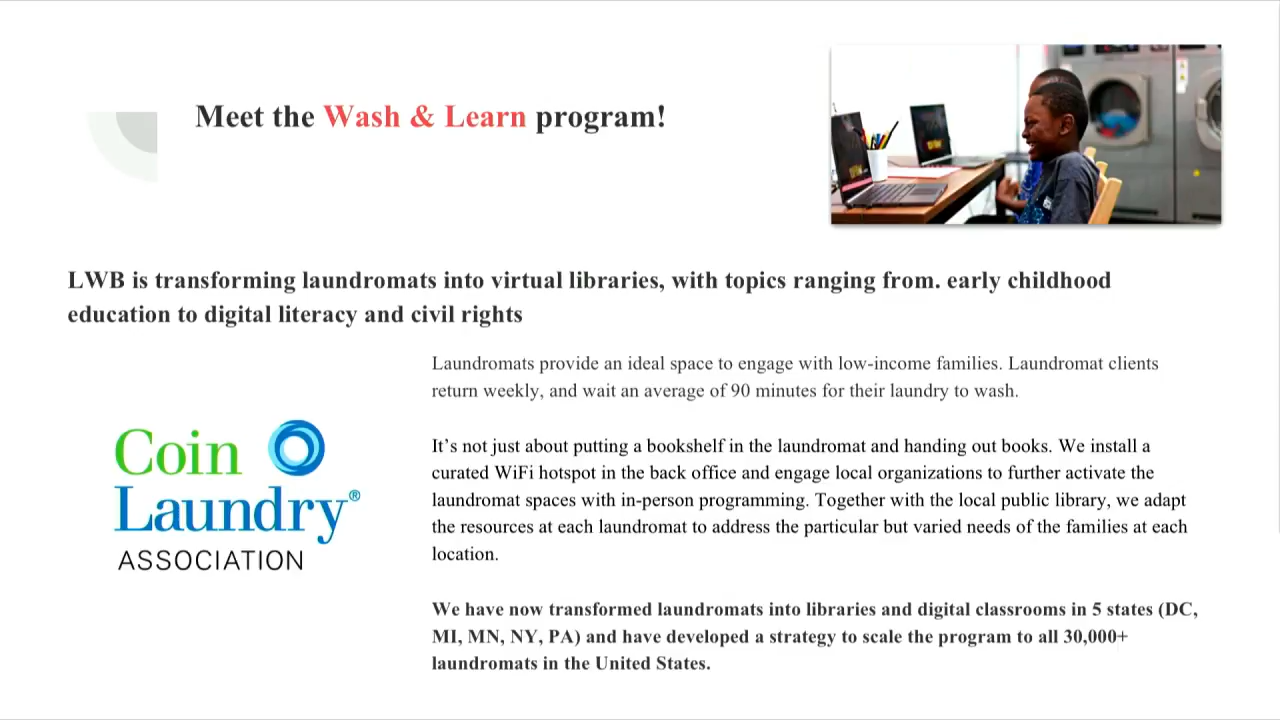 Meet the Wash & Learn program!
LWB is transforming laundromats into virtual libraries, with topics ranging from. early childhood
education to digital literacy and civil rights
Laundromats provide an ideal space to engage with low-income families. Laundromat clients
return weekly, and wait an average of 90 minutes for their laundry to wash.
It’s not just about putting a bookshelf in the laundromat and handing out books. We install a
curated WiFi hotspot in the back office and engage local organizations to further activate the
laundromat spaces with in-person programming. Together with the local public library, we adapt
the resources at each laundromat to address the particular but varied needs of the families at each
location.
We have now transformed laundromats into libraries and digital classrooms in 5 states (DC,
MI, MN, NY, PA) and have developed a strategy to scale the program to all 30,000+
laundromats in the United States.
Coin
Laundry®
ASSOCIATION